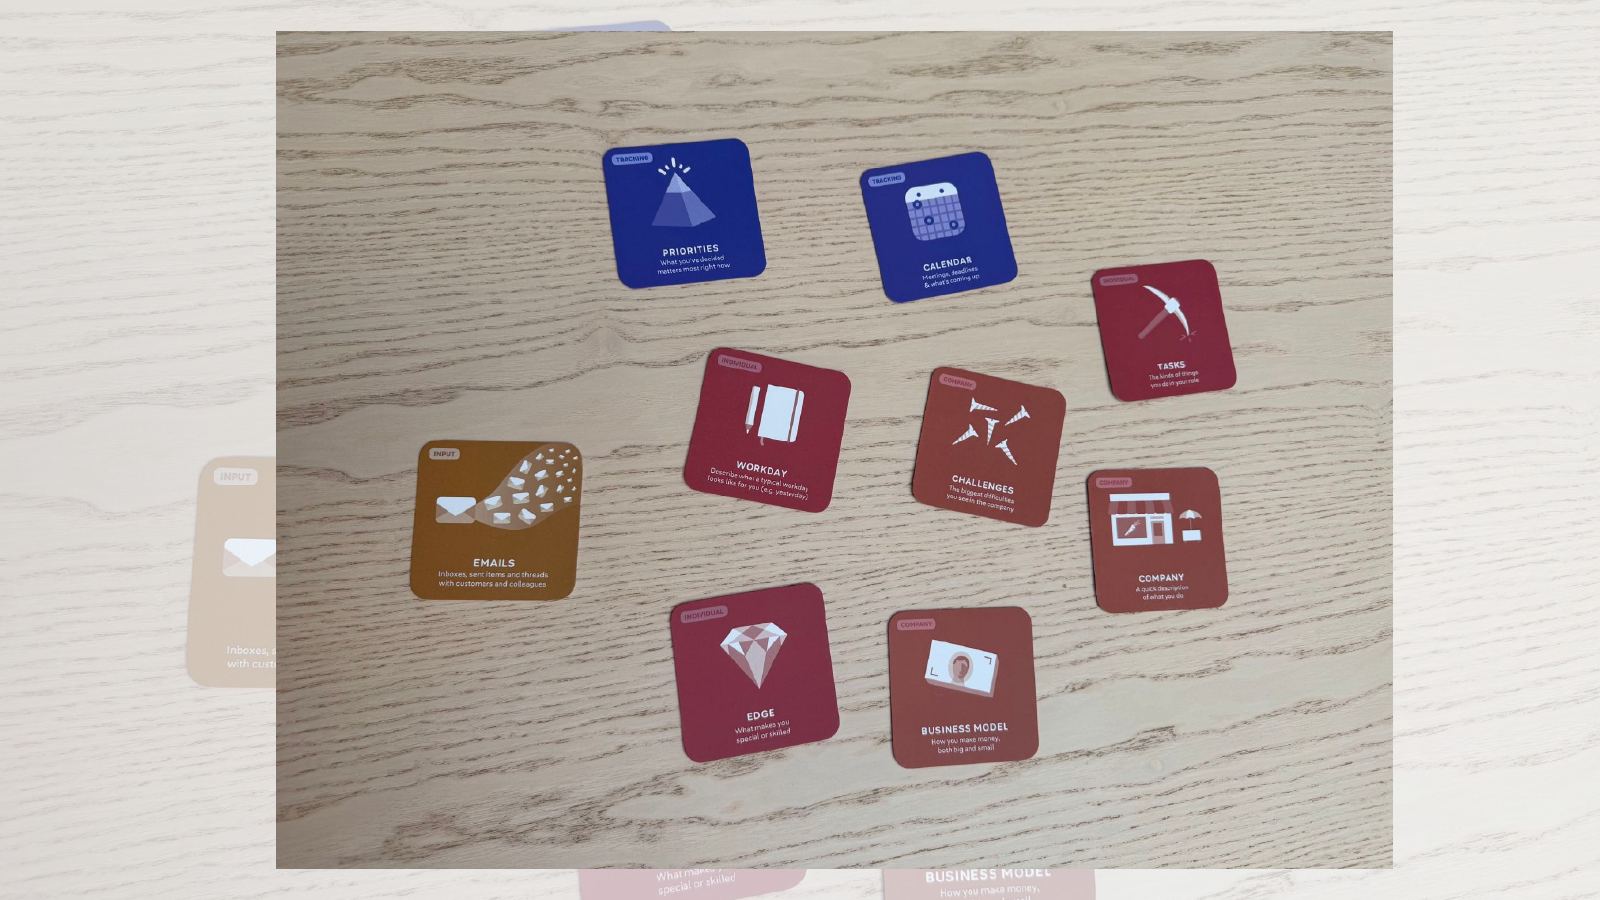 TRACKING
PRIORITIES
What you've decided
matters most right now
TRACKING
CALENDAR
Meetings, deadlines
& what's coming up
INDIVIDUAL
TASKS
The kinds of things
you do in your role
INDIVIDUAL
WORKDAY
Describe what a typical workday
looks like for you (e.g. yesterday)
COMPANY
CHALLENGES
The biggest difficulties
you see in the company
INPUT
EMAILS
Inboxes, sent items and threads
with customers and colleagues
COMPANY
COMPANY
A quick description
of what you do
INDIVIDUAL
EDGE
What makes you
special or skilled
COMPANY
BUSINESS MODEL
How you make money,
both big and small
INPUT
Inboxes, s
with cust
What makes y
special or skilled
BUSINESS MODEL
How you make money,